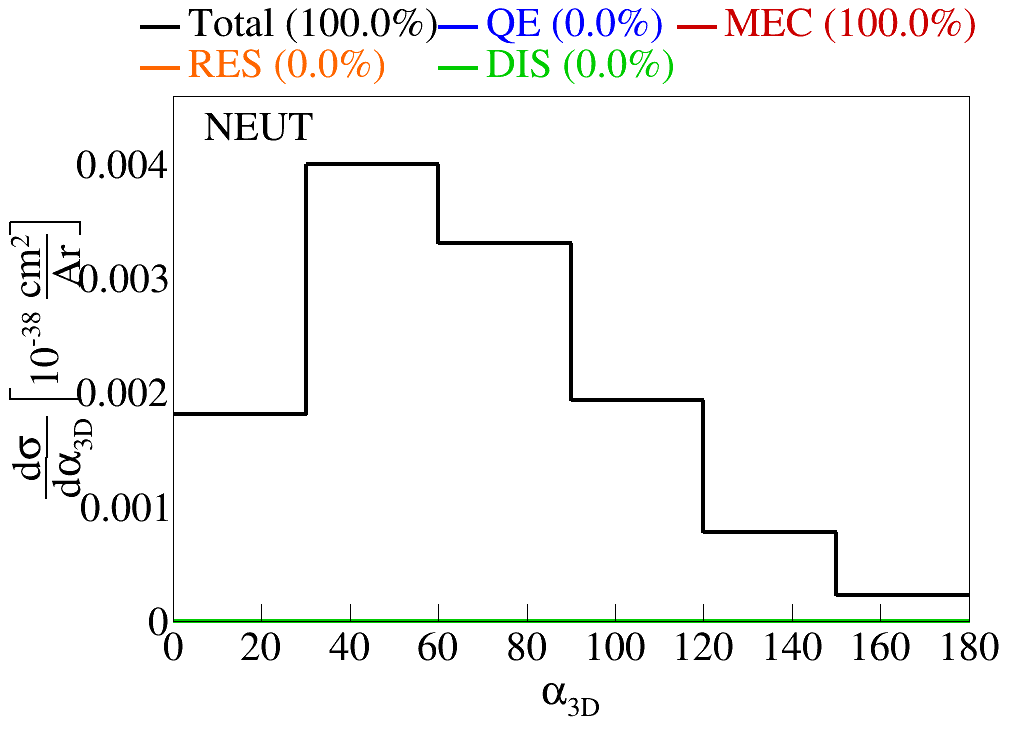 Total (100.0%) QE (0.0%) MEC (100.0%)
RES (0.0%) DIS (0.0%)
NEUT
0.004
0.003
0.002
0.001
0
dσ/dα3D [10-38 cm2/Ar]
0 20 40 60 80 100 120 140 160 180
α3D